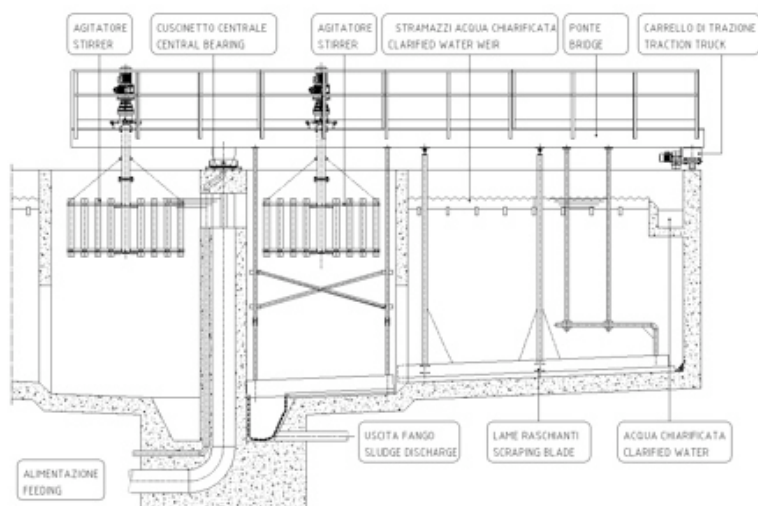 AGITATORE
STIRRER
CUSCINETTO CENTRALE
CENTRAL BEARING
AGITATORE
STIRRER
STRAMAZZI ACQUA CHIARIFICATA
CLARIFIED WATER WEIR
PONTE
BRIDGE
CARRELLO DI TRAZIONE
TRACTION TRUCK
USCITA FANGO
SLUDGE DISCHARGE
LAME RASCHIANTI
SCRAPING BLADE
ACQUA CHIARIFICATA
CLARIFIED WATER
ALIMENTAZIONE
FEEDING